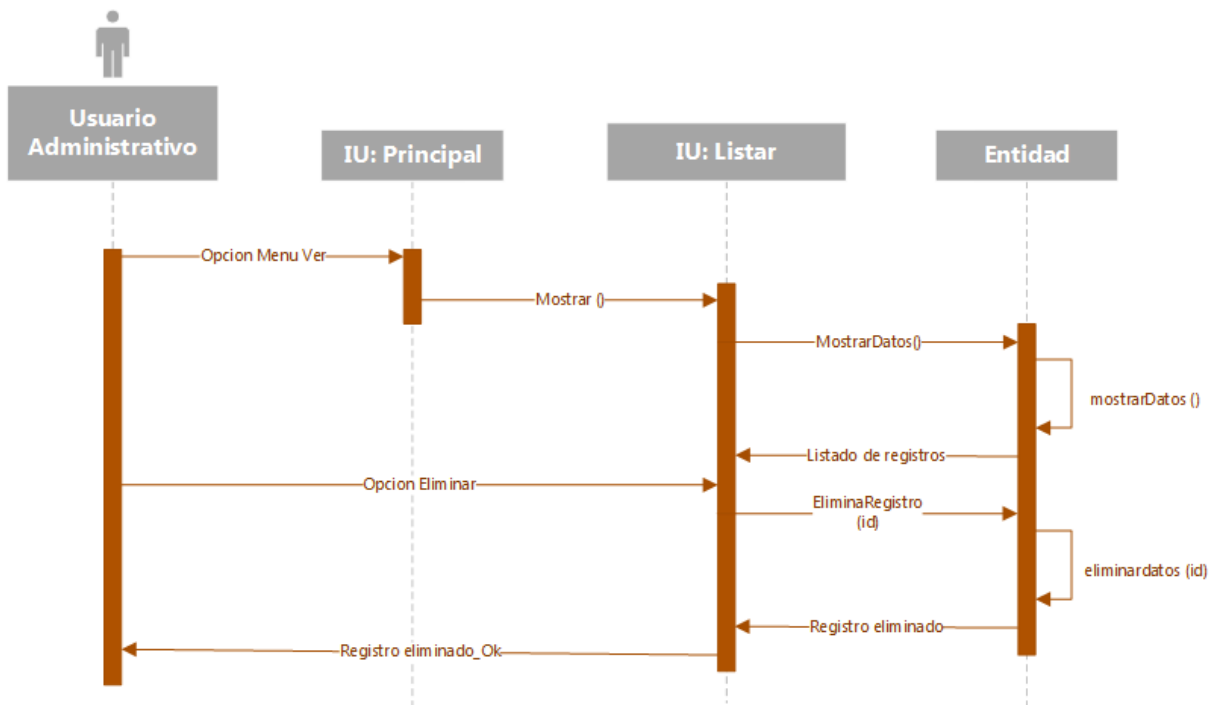 Usuario
Administrativo
IU: Principal
IU: Listar
Entidad
Opcion Menu Ver
Mostrar ()
MostrarDatos()
mostrarDatos ()
Listado de registros
Opcion Eliminar
EliminaRegistro
(id)
eliminardatos (id)
Registro eliminado
Registro eliminado_Ok